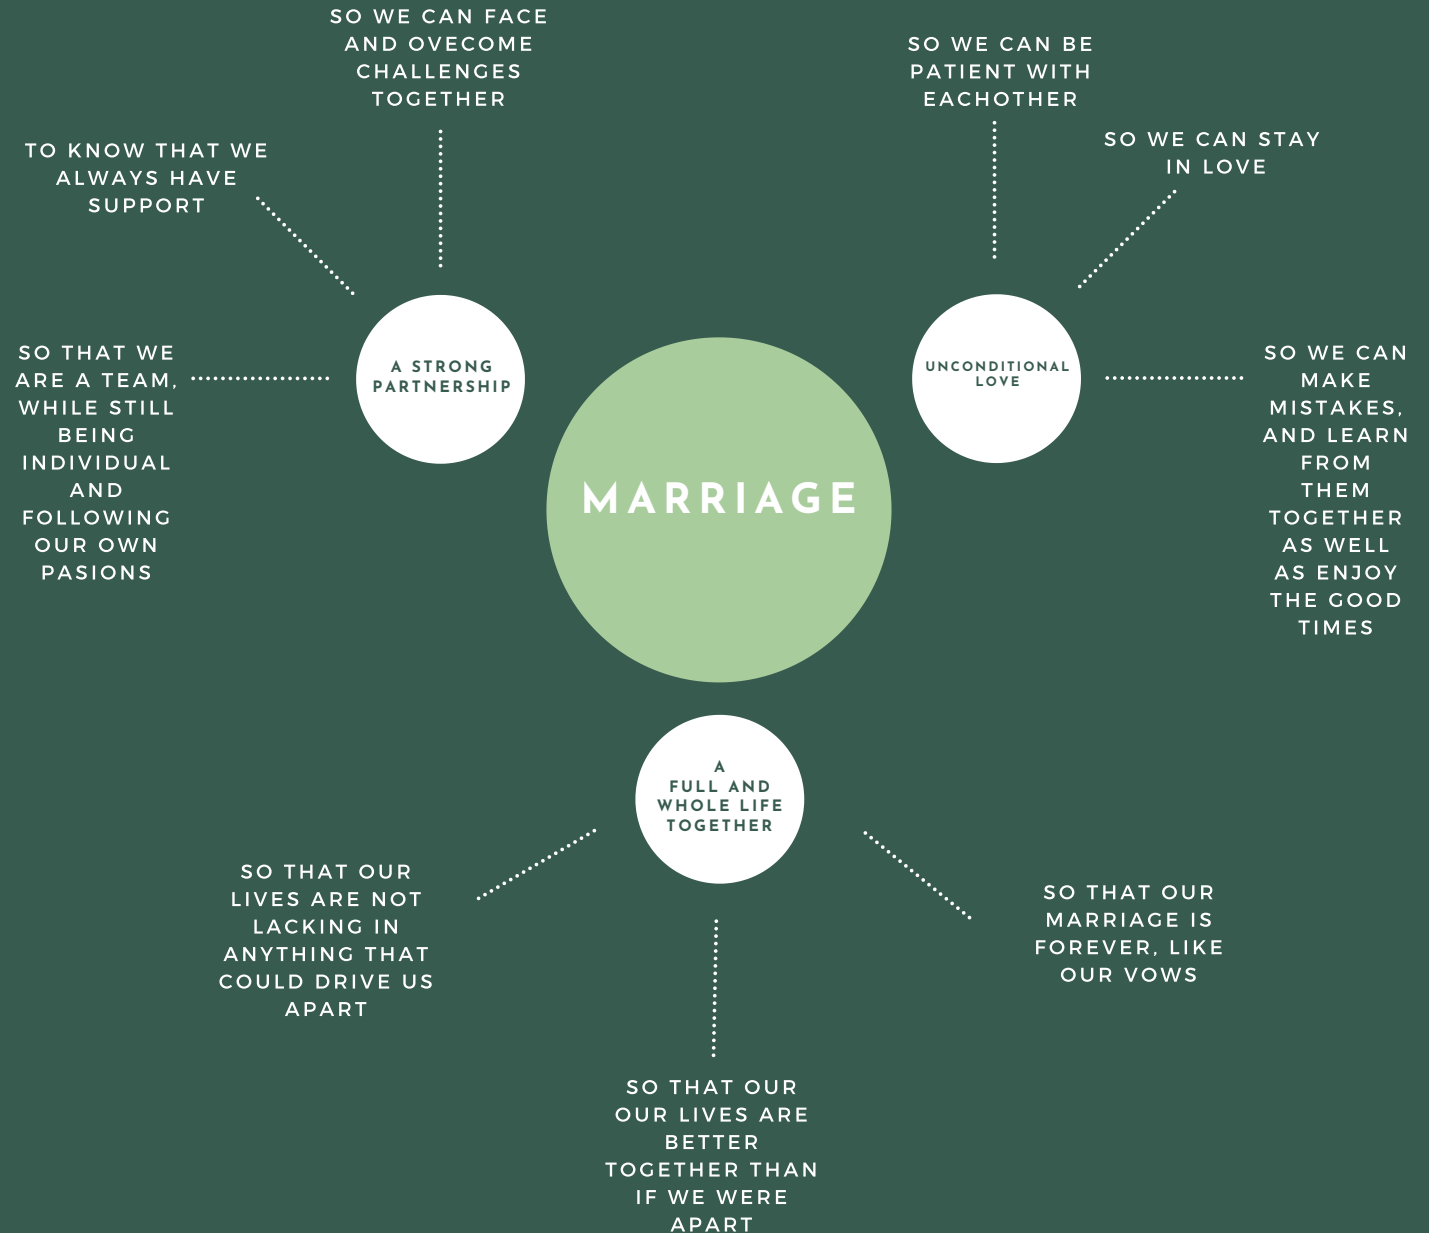 SO WE CAN FACE
AND OVECOME
CHALLENGES
TOGETHER
SO WE CAN BE
PATIENT WITH
EACHOTHER
TO KNOW THAT WE
ALWAYS HAVE
SUPPORT
SO WE CAN STAY
IN LOVE
SO THAT WE
ARE A TEAM,
WHILE STILL
BEING
INDIVIDUAL
AND
FOLLOWING
OUR OWN
PASIONS
A STRONG
PARTNERSHIP
MARRIAGE
UNCONDITIONAL
LOVE
SO WE CAN
MAKE
MISTAKES,
AND LEARN
FROM
THEM
TOGETHER
AS WELL
AS ENJOY
THE GOOD
TIMES
A
FULL AND
WHOLE LIFE
TOGETHER
SO THAT OUR
LIVES ARE NOT
LACKING IN
ANYTHING THAT
COULD DRIVE US
APART
SO THAT OUR
OUR LIVES ARE
BETTER
TOGETHER THAN
IF WE WERE
APART
SO THAT OUR
MARRIAGE IS
FOREVER, LIKE
OUR VOWS